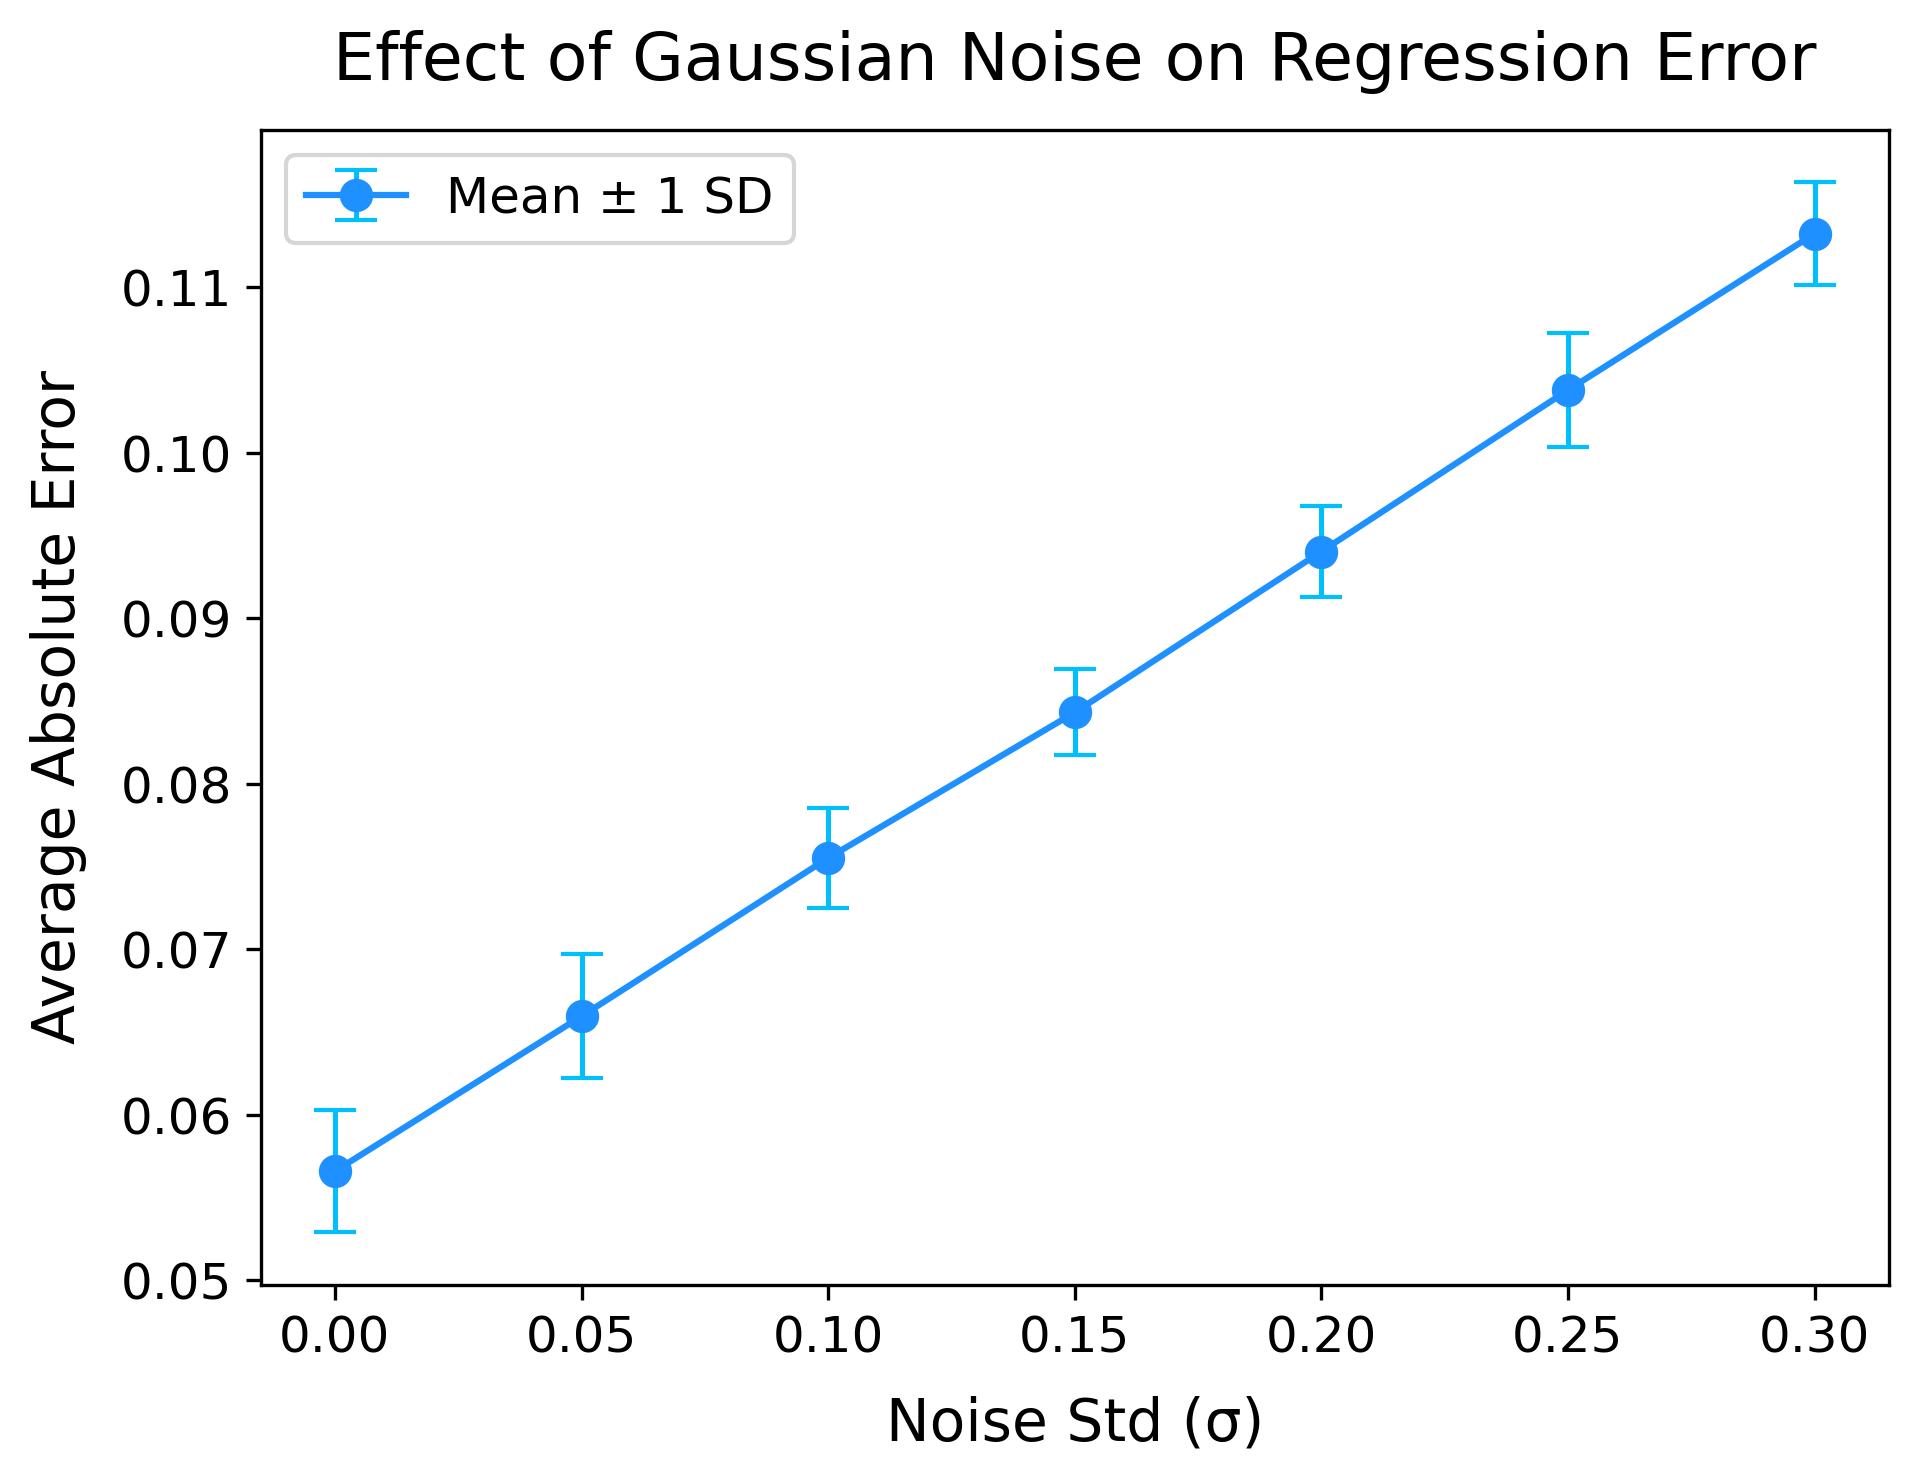 Effect of Gaussian Noise on Regression Error
Mean ± 1 SD
Average Absolute Error
0.11
0.10
0.09
0.08
0.07
0.06
0.05
0.00 0.05 0.10 0.15 0.20 0.25 0.30
Noise Std (σ)